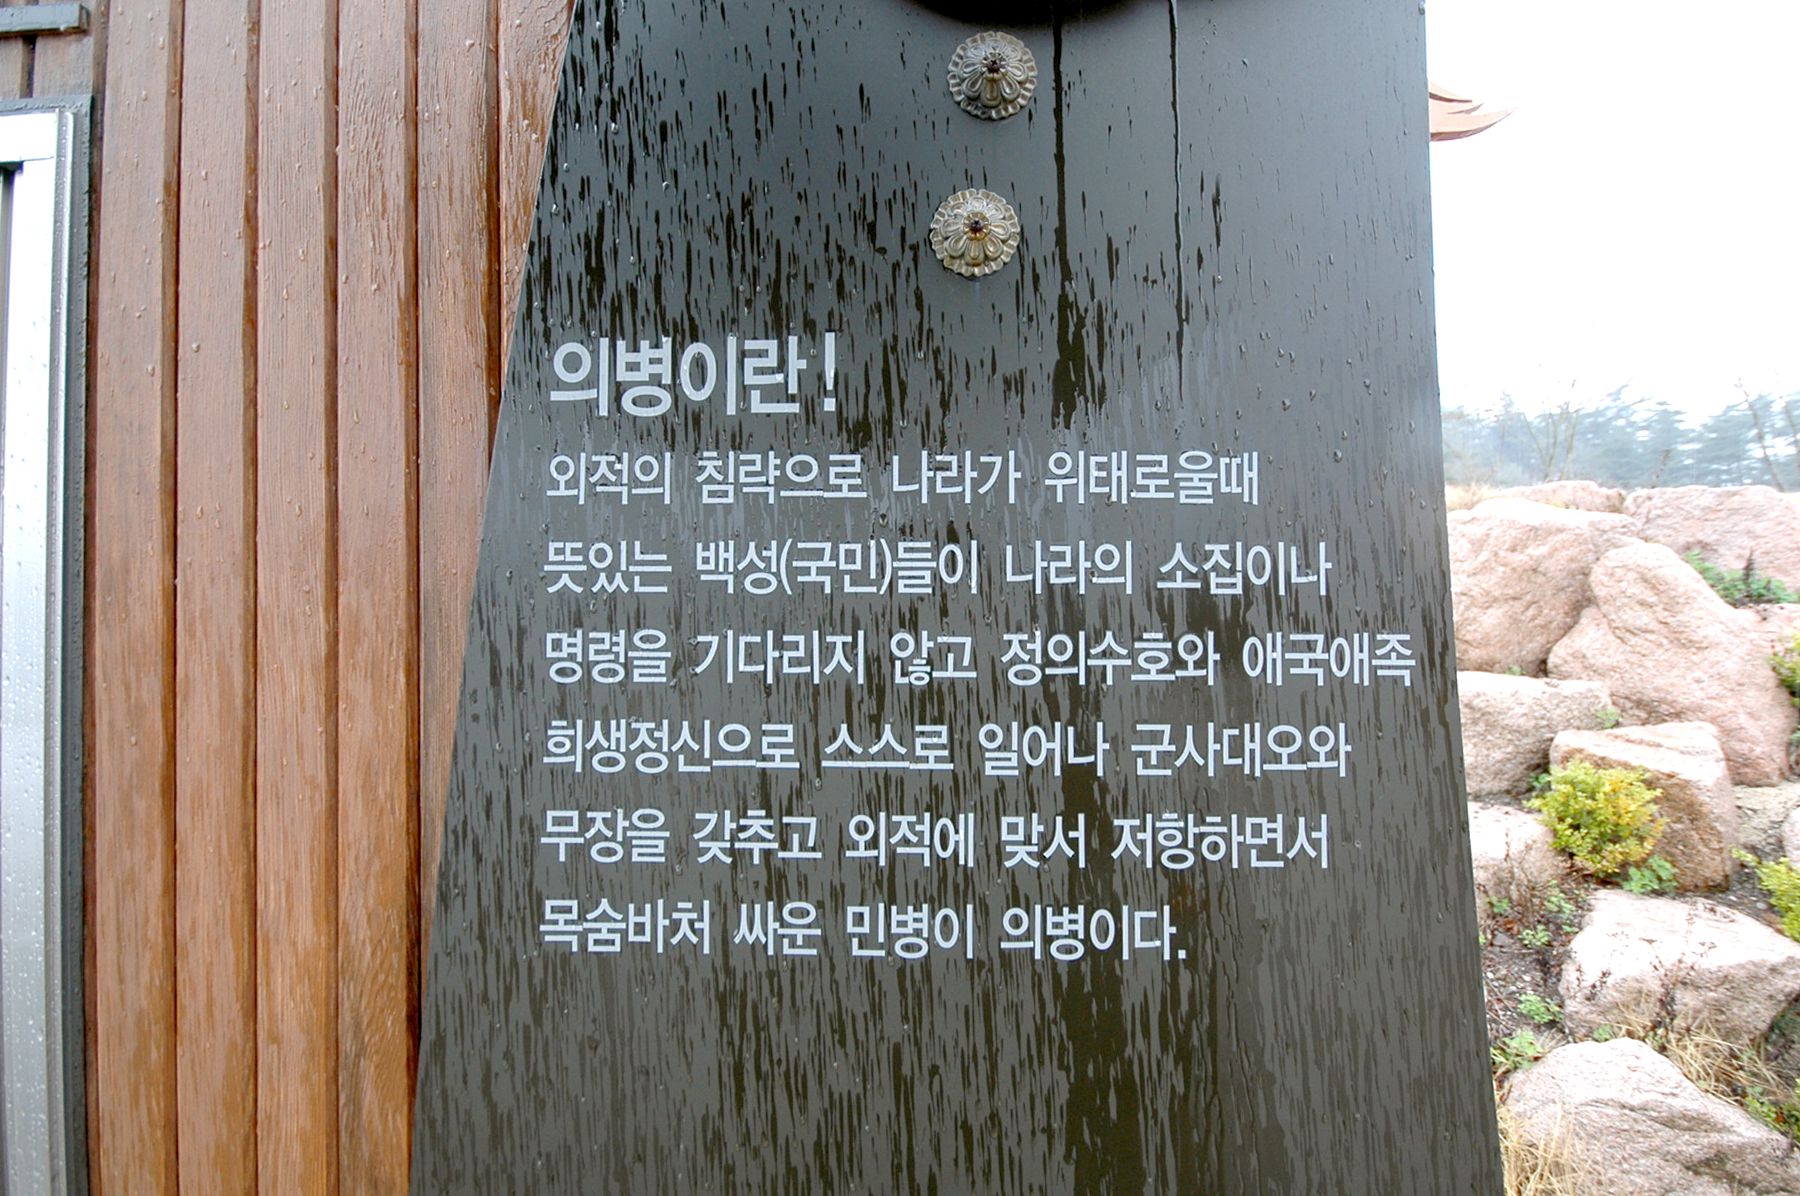 의병이란!
외적의 침략으로 나라가 위태로울때
뜻있는 백성(국민)들이 나라의 소집이나
명령을 기다리지 않고 정의수호와 애국애족
희생정신으로 스스로 일어나 군사대오와
무장을 갖추고 외적에 맞서 저항하면서
목숨바처 싸운 민병이 의병이다.